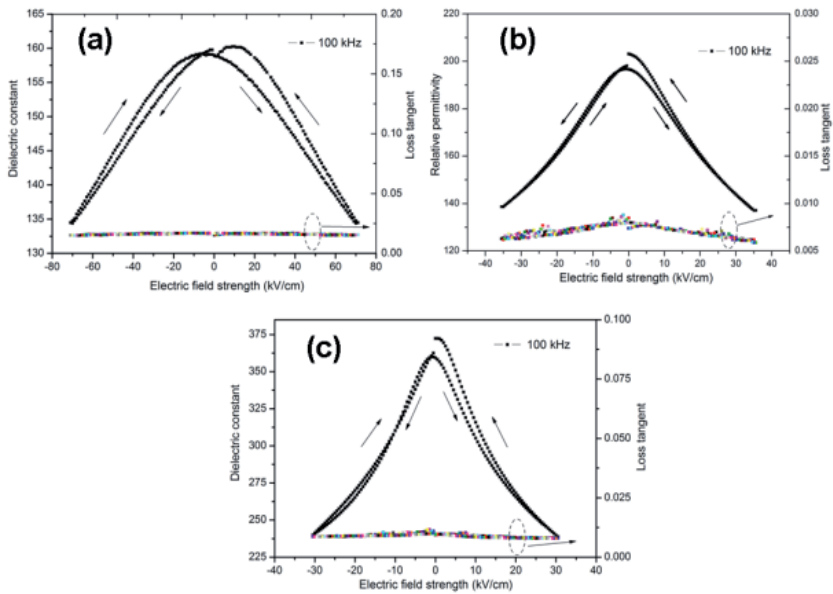 (a)
100 kHz
Dielectric constant
165
160
155
150
145
140
135
130
Loss tangent
0.20
0.15
0.10
0.05
0.00
-80 -60 -40 -20 0 20 40 60 80
Electric field strength (kV/cm)
(b)
100 kHz
Relative permittivity
220
200
180
160
140
120
Loss tangent
0.030
0.025
0.020
0.015
0.010
0.005
-40 -30 -20 -10 0 10 20 30 40
Electric field strength (kV/cm)
(c)
100 kHz
Dielectric constant
375
350
325
300
275
250
225
Loss tangent
0.100
0.075
0.050
0.025
0.000
-40 -30 -20 -10 0 10 20 30 40
Electric field strength (kV/cm)